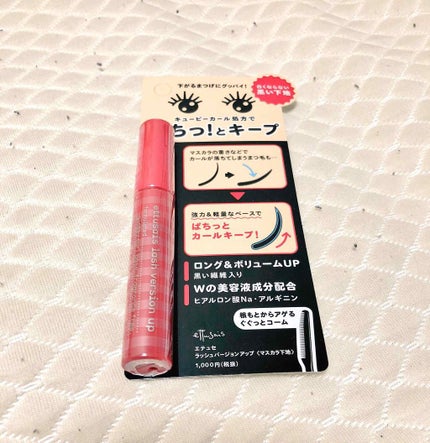 下がるまつげにグッバイ!
白くならない
黒い下地
キューピーカール処方で
ちっ!とキープ
マスカラの重さなどで
カールが落ちてしまうまつ毛も…
強力&軽量なベースで
ぱちっと
カールキープ!
ロング&ボリュームUP
黒い繊維入り
Wの美容液成分配合
ヒアルロン酸Na・アルギニン
根もとからアゲる
ぐぐっとコーム
ettusais
エテュセ
ラッシュバージョンアップ〈マスカラ下地〉
1,000円(税抜)
ettusais lash version up